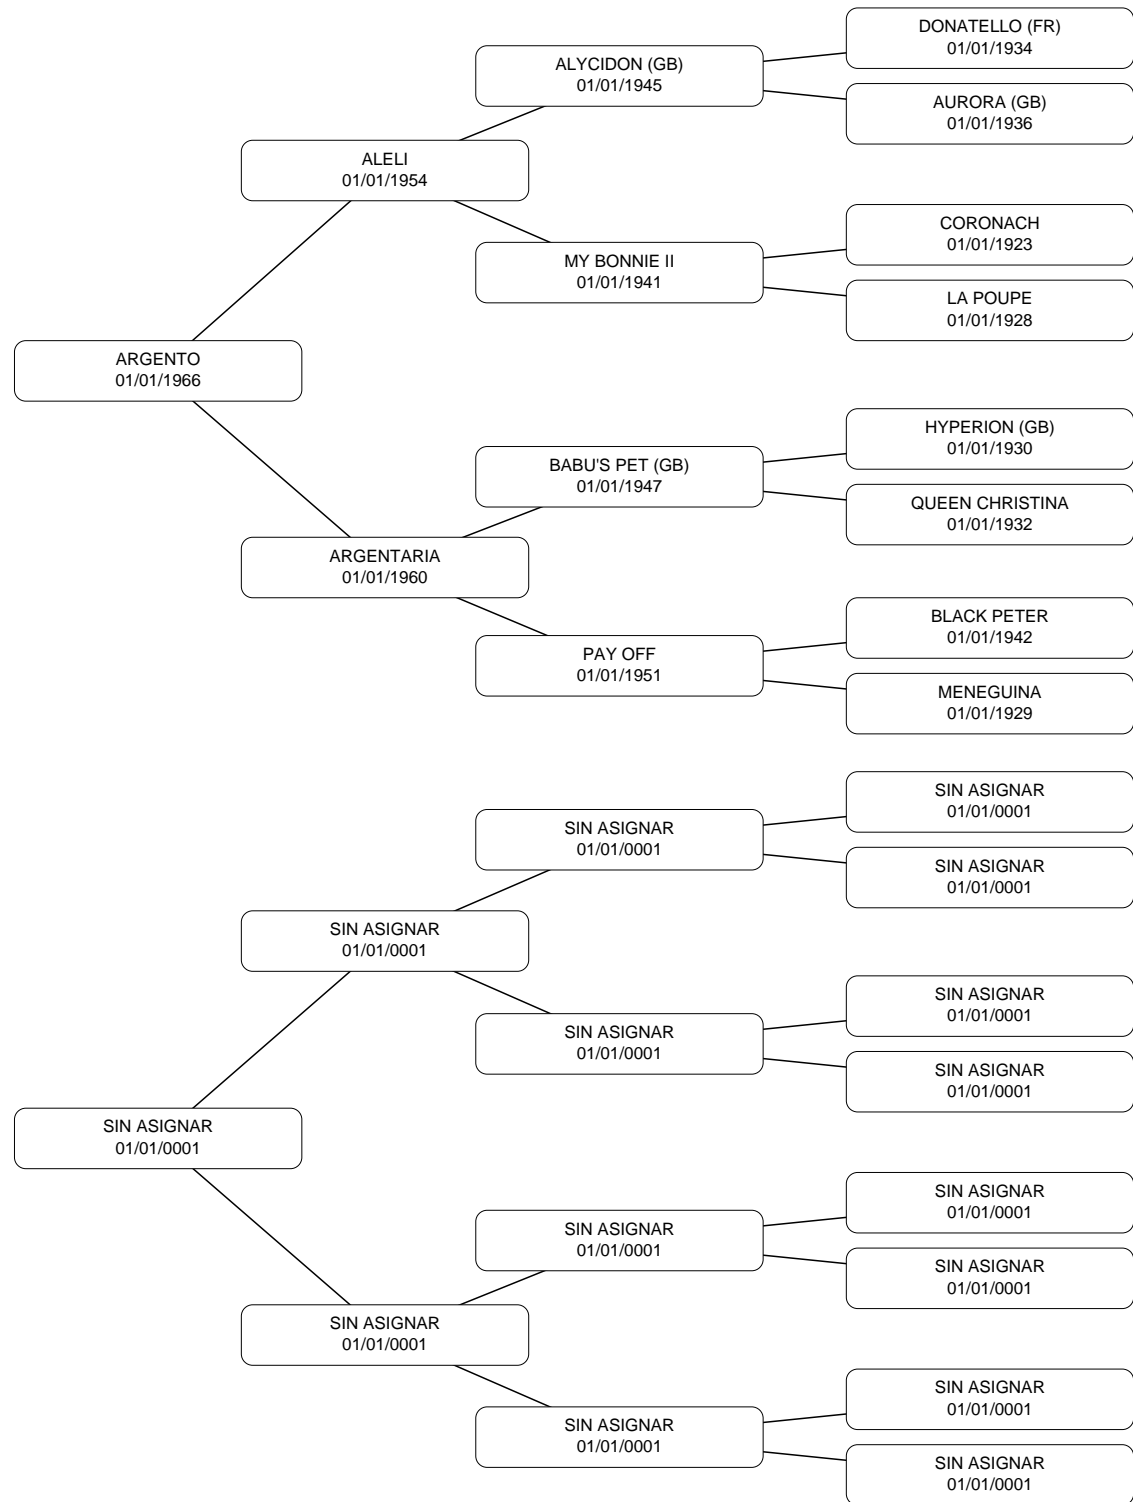 DONATELLO (FR)
01/01/1934
ALYCIDON (GB)
01/01/1945
AURORA (GB)
01/01/1936
ALELI
01/01/1954
CORONACH
01/01/1923
MY BONNIE II
01/01/1941
LA POUPE
01/01/1928
ARGENTO
01/01/1966
HYPERION (GB)
01/01/1930
BABU'S PET (GB)
01/01/1947
QUEEN CHRISTINA
01/01/1932
ARGENTARIA
01/01/1960
BLACK PETER
01/01/1942
PAY OFF
01/01/1951
MENEGUINA
01/01/1929
SIN ASIGNAR
01/01/0001
SIN ASIGNAR
01/01/0001
SIN ASIGNAR
01/01/0001
SIN ASIGNAR
01/01/0001
SIN ASIGNAR
01/01/0001
SIN ASIGNAR
01/01/0001
SIN ASIGNAR
01/01/0001
SIN ASIGNAR
01/01/0001
SIN ASIGNAR
01/01/0001
SIN ASIGNAR
01/01/0001
SIN ASIGNAR
01/01/0001
SIN ASIGNAR
01/01/0001
SIN ASIGNAR
01/01/0001
SIN ASIGNAR
01/01/0001
SIN ASIGNAR
01/01/0001